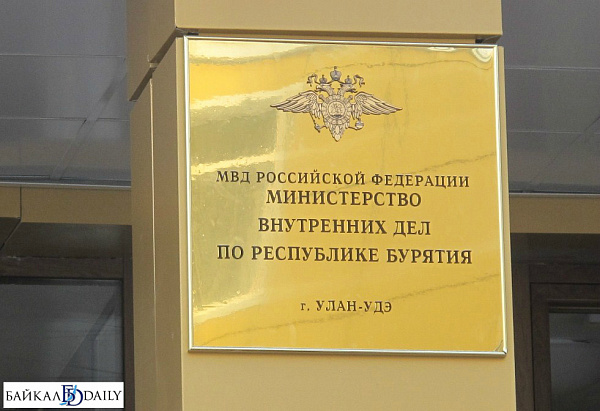 МВД РОССИЙСКОЙ ФЕДЕРАЦИИ
МИНИСТЕРСТВО
ВНУТРЕННИХ ДЕЛ
ПО РЕСПУБЛИКЕ БУРЯТИЯ
г. УЛАН-УДЭ
БАЙКАЛ DAILY